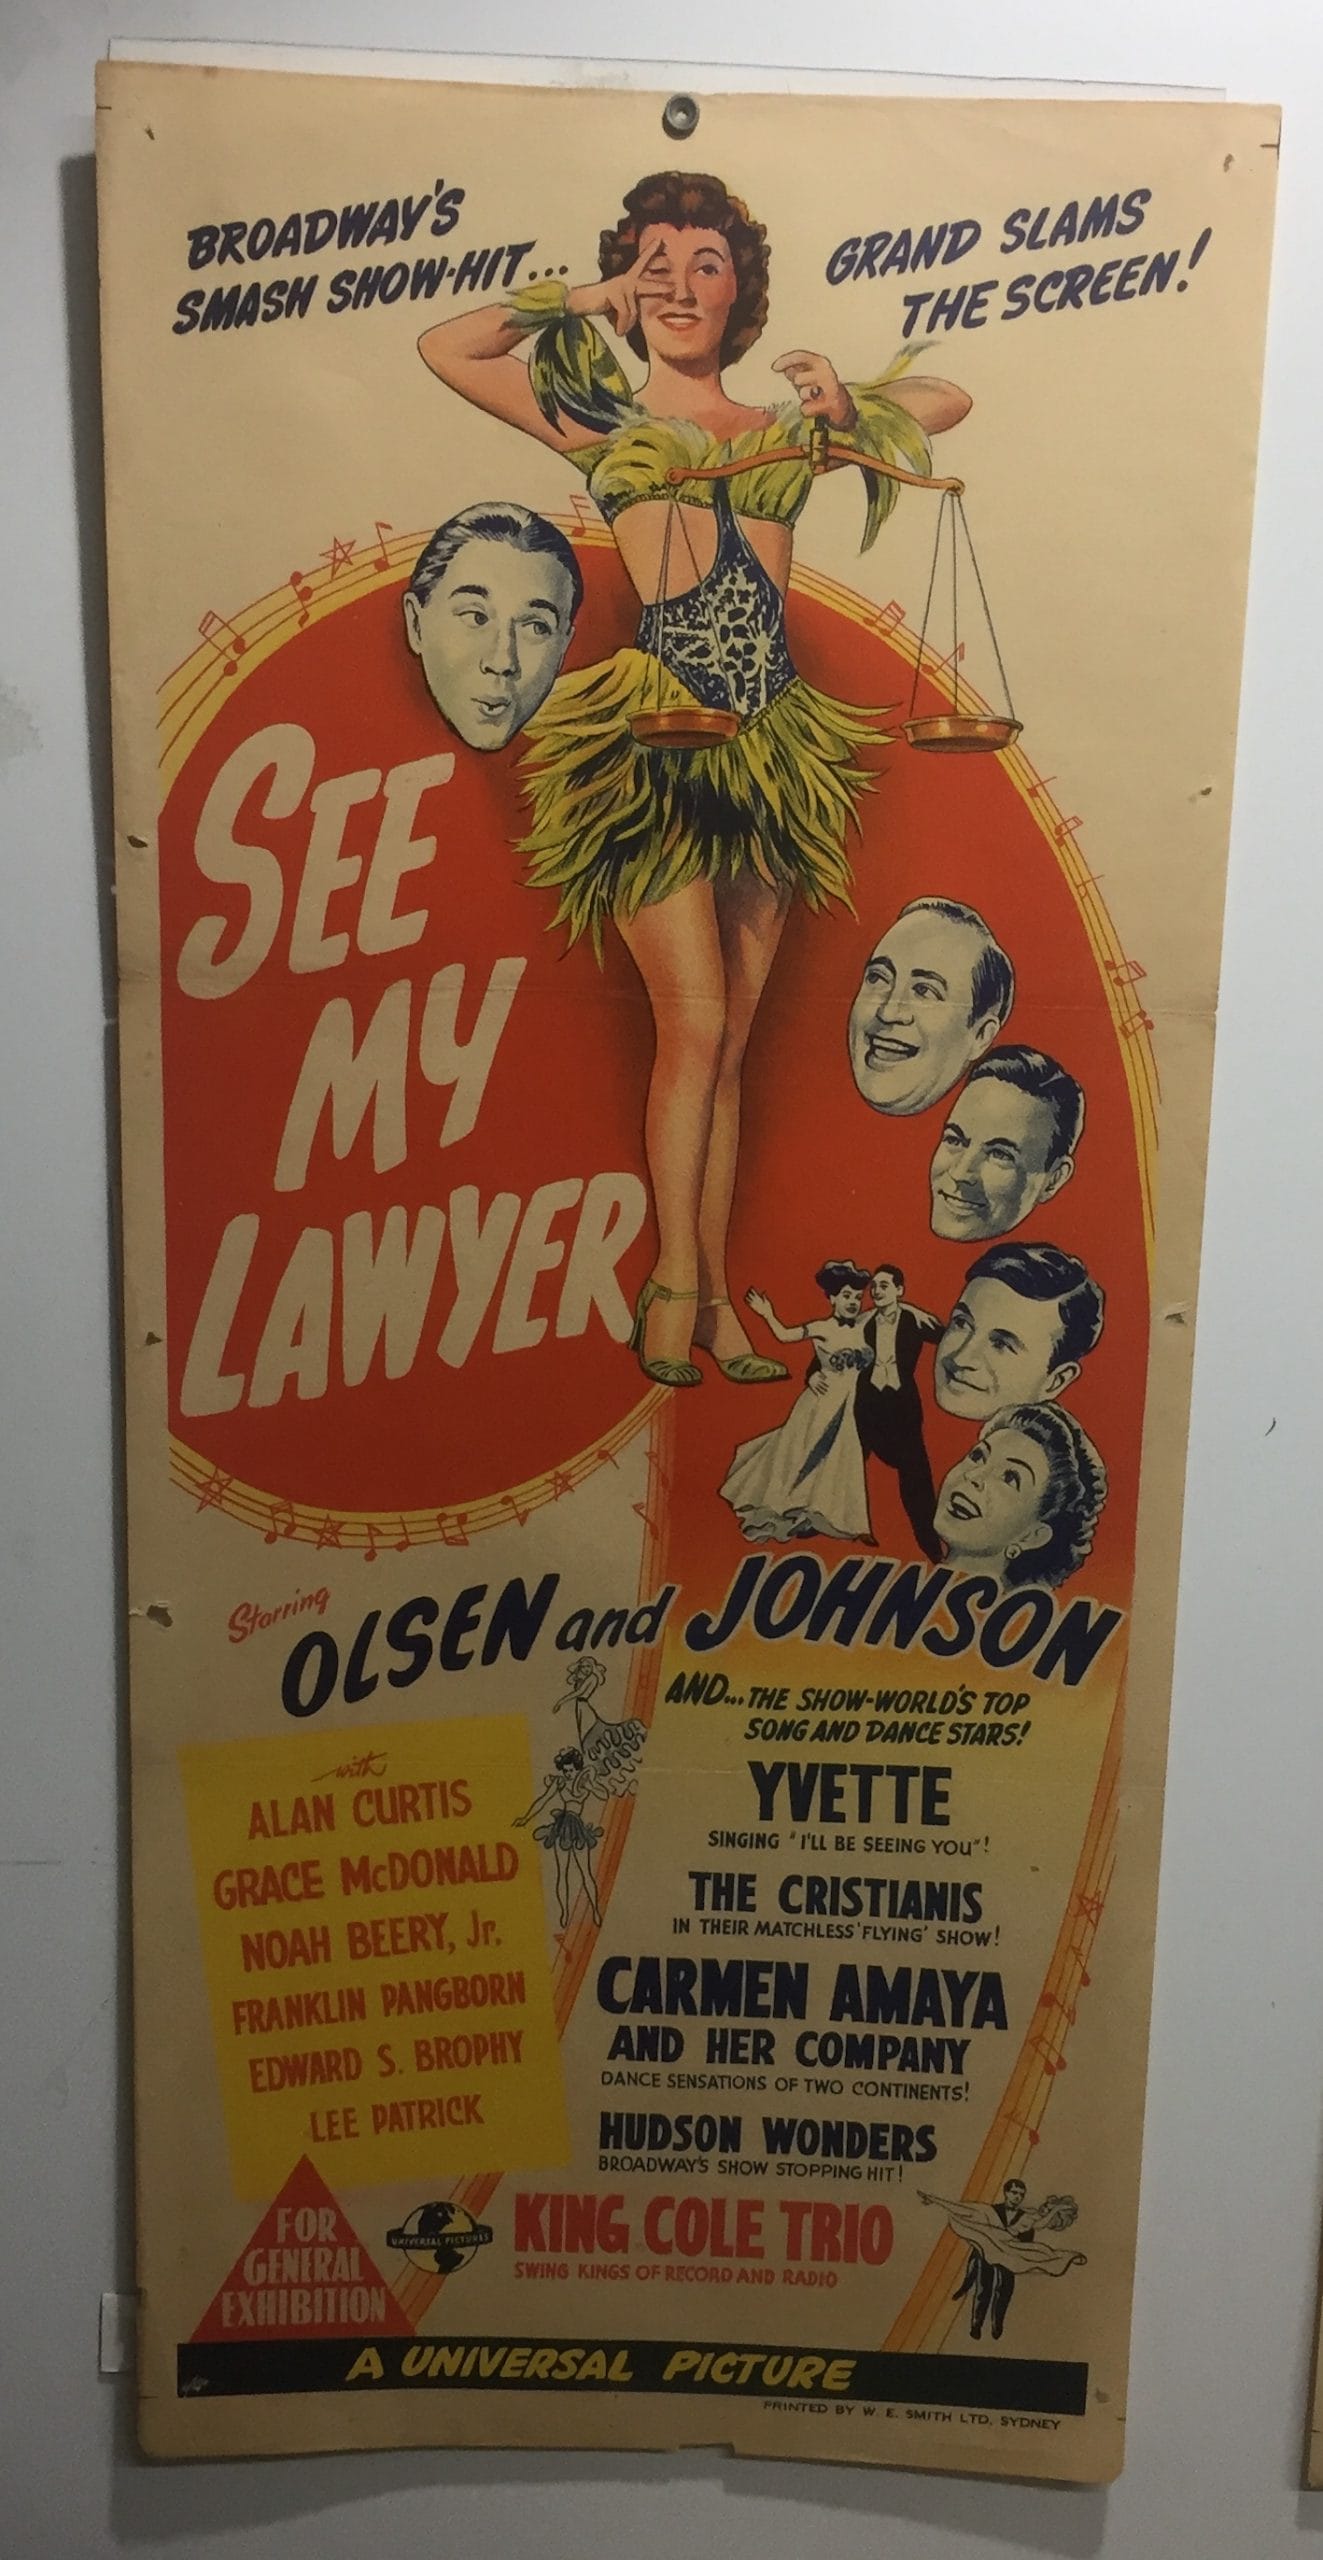 BROADWAY'S
SMASH SHOW-HIT...
GRAND SLAMS
THE SCREEN!
SEE
MY
LAWYER
Starring
OLSEN and JOHNSON
with
ALAN CURTIS
GRACE McDONALD
NOAH BEERY, Jr.
FRANKLIN PANGBORN
EDWARD S. BROPHY
LEE PATRICK
AND... THE SHOW-WORLD'S TOP
SONG AND DANCE STARS!
YVETTE
SINGING "I'LL BE SEEING YOU"!
THE CRISTIANIS
IN THEIR MATCHLESS 'FLYING' SHOW!
CARMEN AMAYA
AND HER COMPANY
DANCE SENSATIONS OF TWO CONTINENTS!
HUDSON WONDERS
BROADWAY'S SHOW STOPPING HIT!
KING COLE TRIO
SWING KINGS OF RECORD AND RADIO
FOR
GENERAL
EXHIBITION
UNIVERSAL PICTURES
A UNIVERSAL PICTURE
PRINTED BY W. E. SMITH LTD, SYDNEY